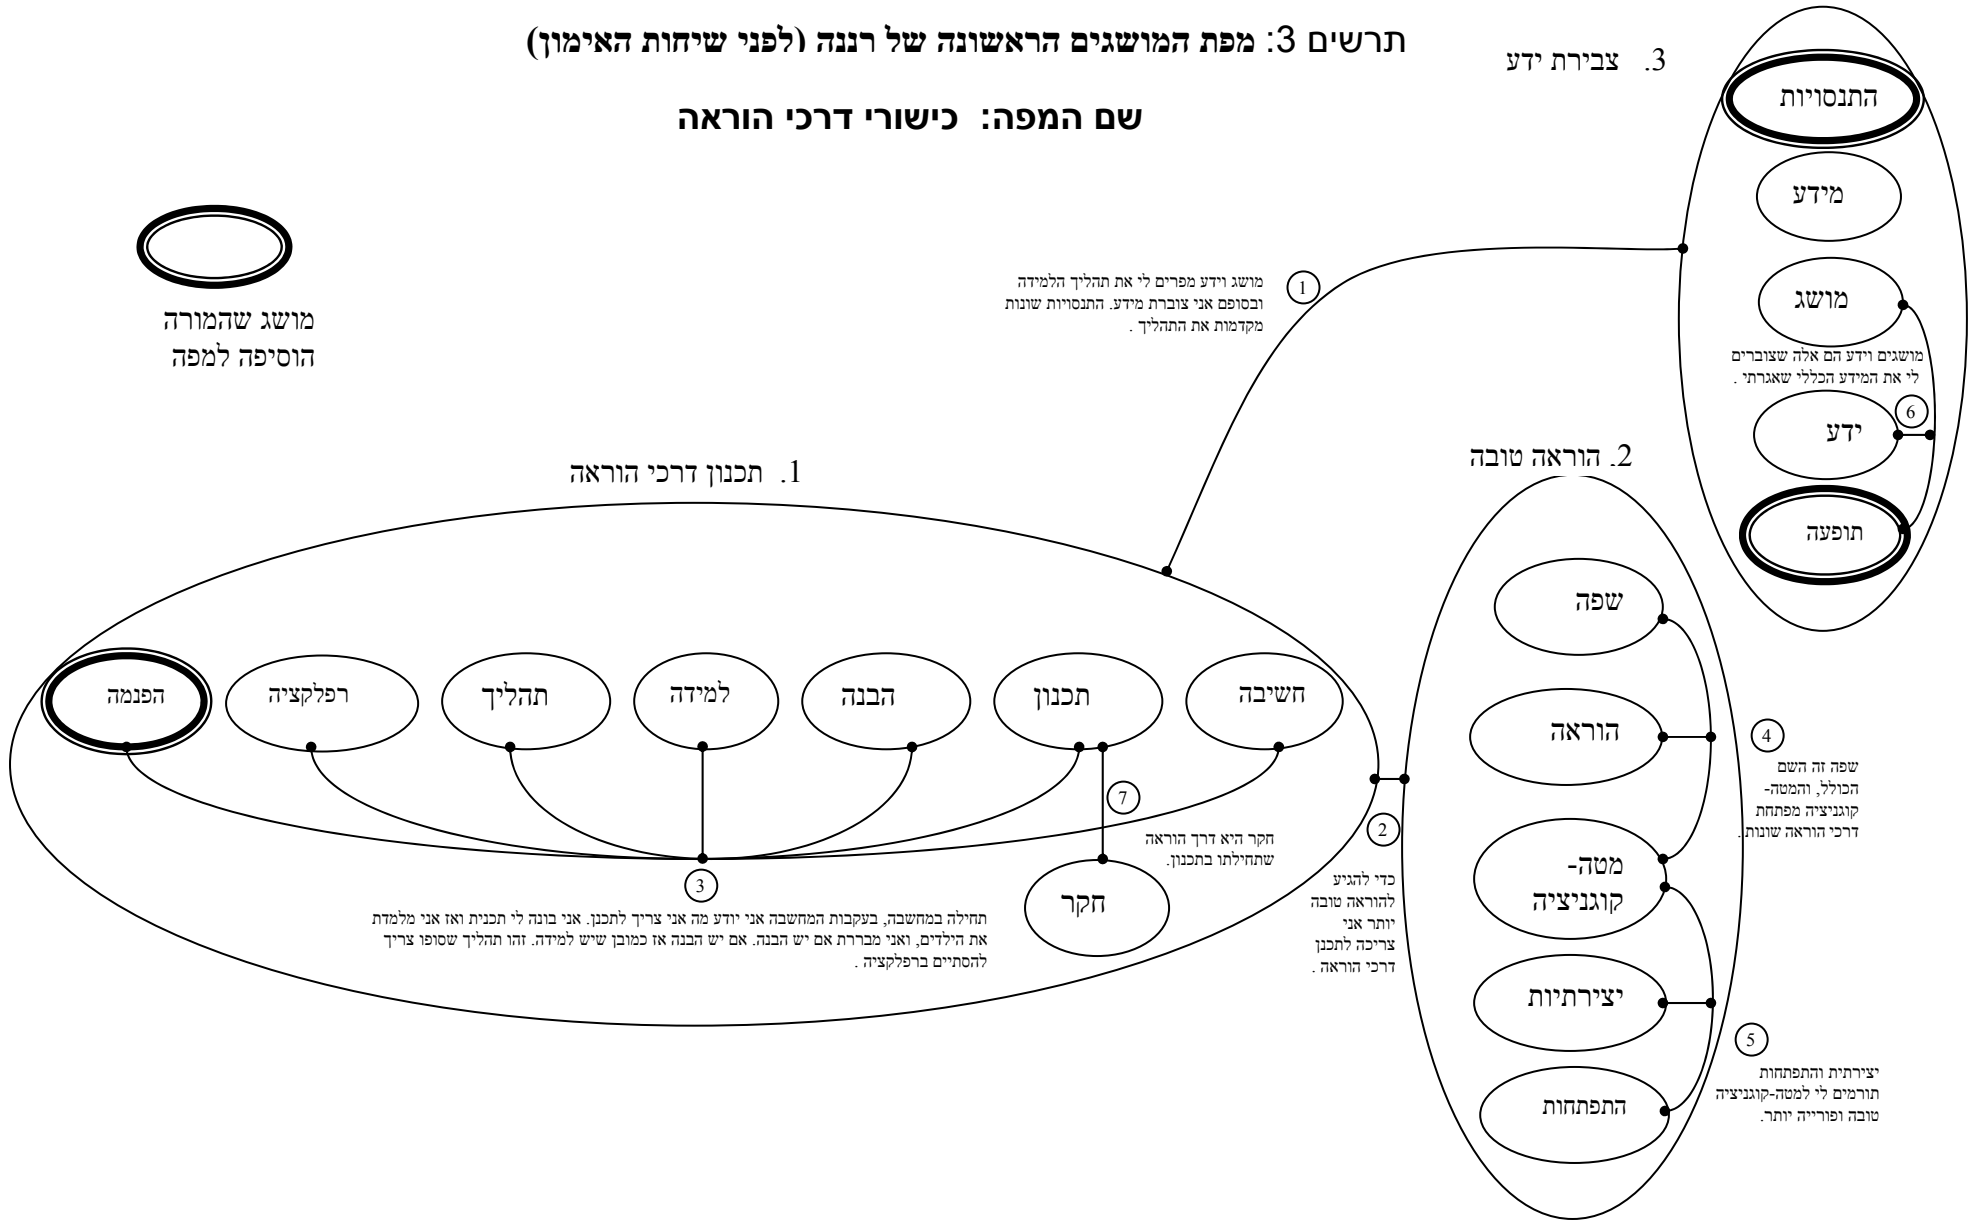 תרשים 3: מפת המושגים הראשונה של רננה (לפני שיחות האימון)
שם המפה: כישורי דרכי הוראה
מושג שהמורה
הוסיפה למפה
3. צבירת ידע
התנסויות
מידע
מושג
מושגים וידע הם אלה שצוברים
לי את המידע הכללי שאגרתי .
6
ידע
תופעה
1
מושג וידע מפרים לי את תהליך הלמידה
ובסופם אני צוברת מידע. התנסויות שונות
מקדמות את התהליך .
2. הוראה טובה
שפה
הוראה
מטה-
קוגניציה
יצירתיות
התפתחות
4
שפה זה השם
הכולל, והמטה-
קוגניציה מפתחת
דרכי הוראה שונות .
5
יצירתית והתפתחות
תורמים לי למטה-קוגניציה
טובה ופורייה יותר.
1. תכנון דרכי הוראה
חשיבה
תכנון
הבנה
למידה
תהליך
רפלקציה
הפנמה
7
חקר היא דרך הוראה
שתחילתו בתכנון.
חקר
2
כדי להגיע
להוראה טובה
יותר אני
צריכה לתכנן
דרכי הוראה .
3
תחילה במחשבה, בעקבות המחשבה אני יודע מה אני צריך לתכנן. אני בונה לי תכנית ואז אני מלמדת
את הילדים, ואני מבררת אם יש הבנה. אם יש הבנה אז כמובן שיש למידה. זהו תהליך שסופו צריך
להסתיים ברפלקציה .